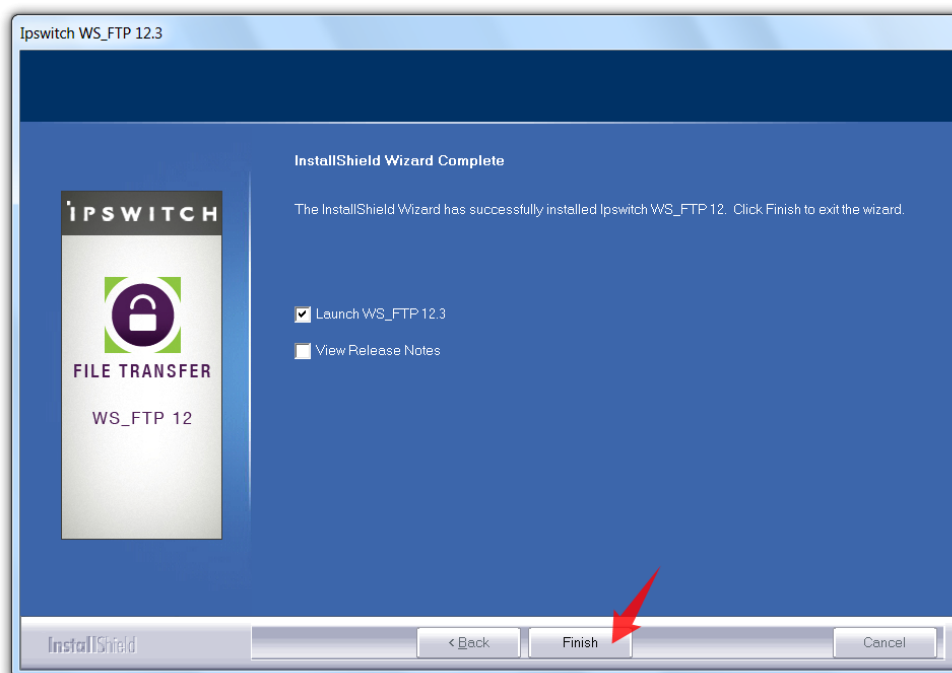 Ipswitch WS_FTP 12.3
InstallShield Wizard Complete
The InstallShield Wizard has successfully installed Ipswitch WS_FTP 12. Click Finish to exit the wizard.
IPSWITCH
FILE TRANSFER
WS_FTP 12
Launch WS_FTP 12.3
View Release Notes
InstallShield
< Back
Finish
Cancel